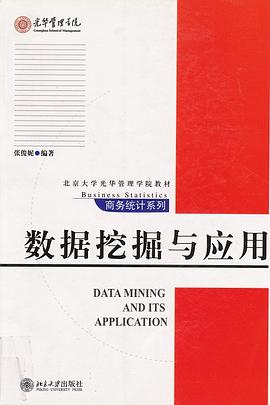 光华管理学院
Guanghua School of Management
张俊妮 编著
北京大学光华管理学院教材
Business Statistics
商务统计系列
数据挖掘与应用
DATA MINING
AND ITS
APPLICATION
北京大学出版社
PEKING UNIVERSITY PRESS